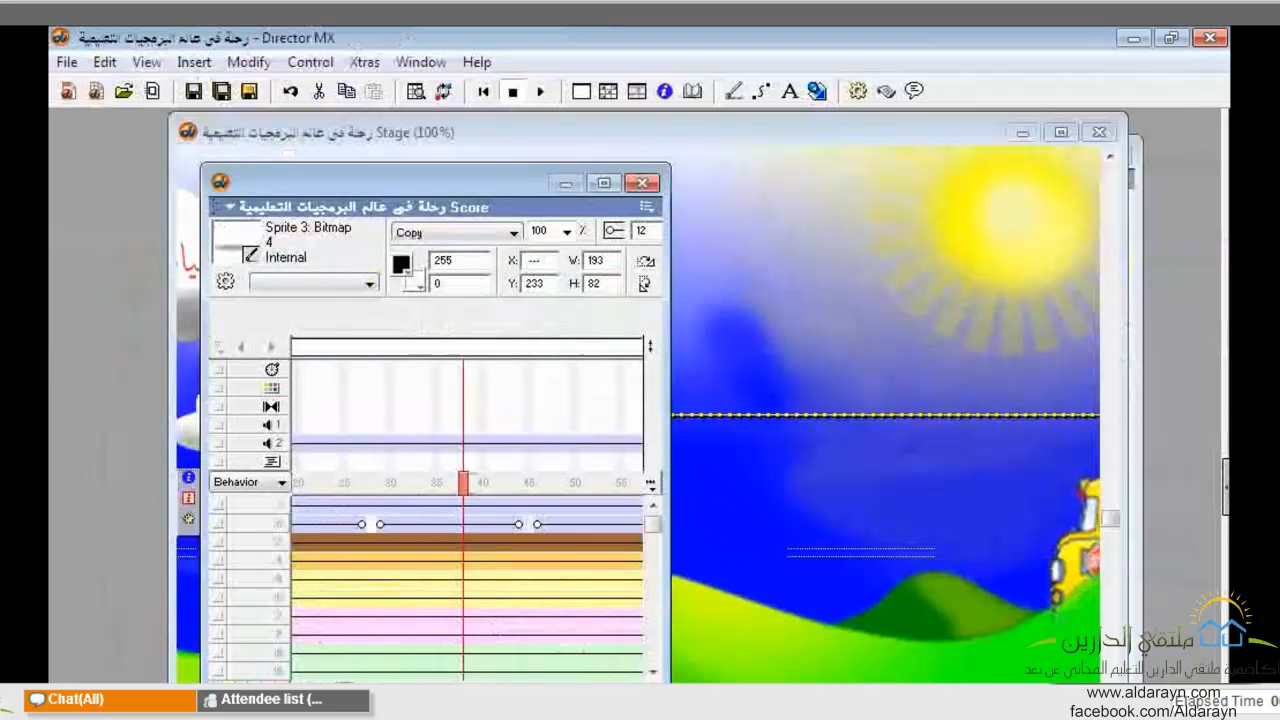 رحلة في عالم البرمجيات التعليمية - Director MX
File Edit View Insert Modify Control Xtras Window Help
رحلة في عالم البرمجيات التعليمية Stage (100%)
رحلة في عالم البرمجيات التعليمية Score
Sprite 3: Bitmap
4
Internal
Copy 100 % 12
255 X: --- W: 193
0 Y: 233 H: 82
1
2
Behavior 20 25 30 35 40 45 50 55
ملتقي الدارين
اكاديمية ملتقي الدارين للتعليم المجاني عن بعد
www.aldarayn.com
facebook.com/Aldarayn
Chat(All) Attendee list (... Elapsed Time